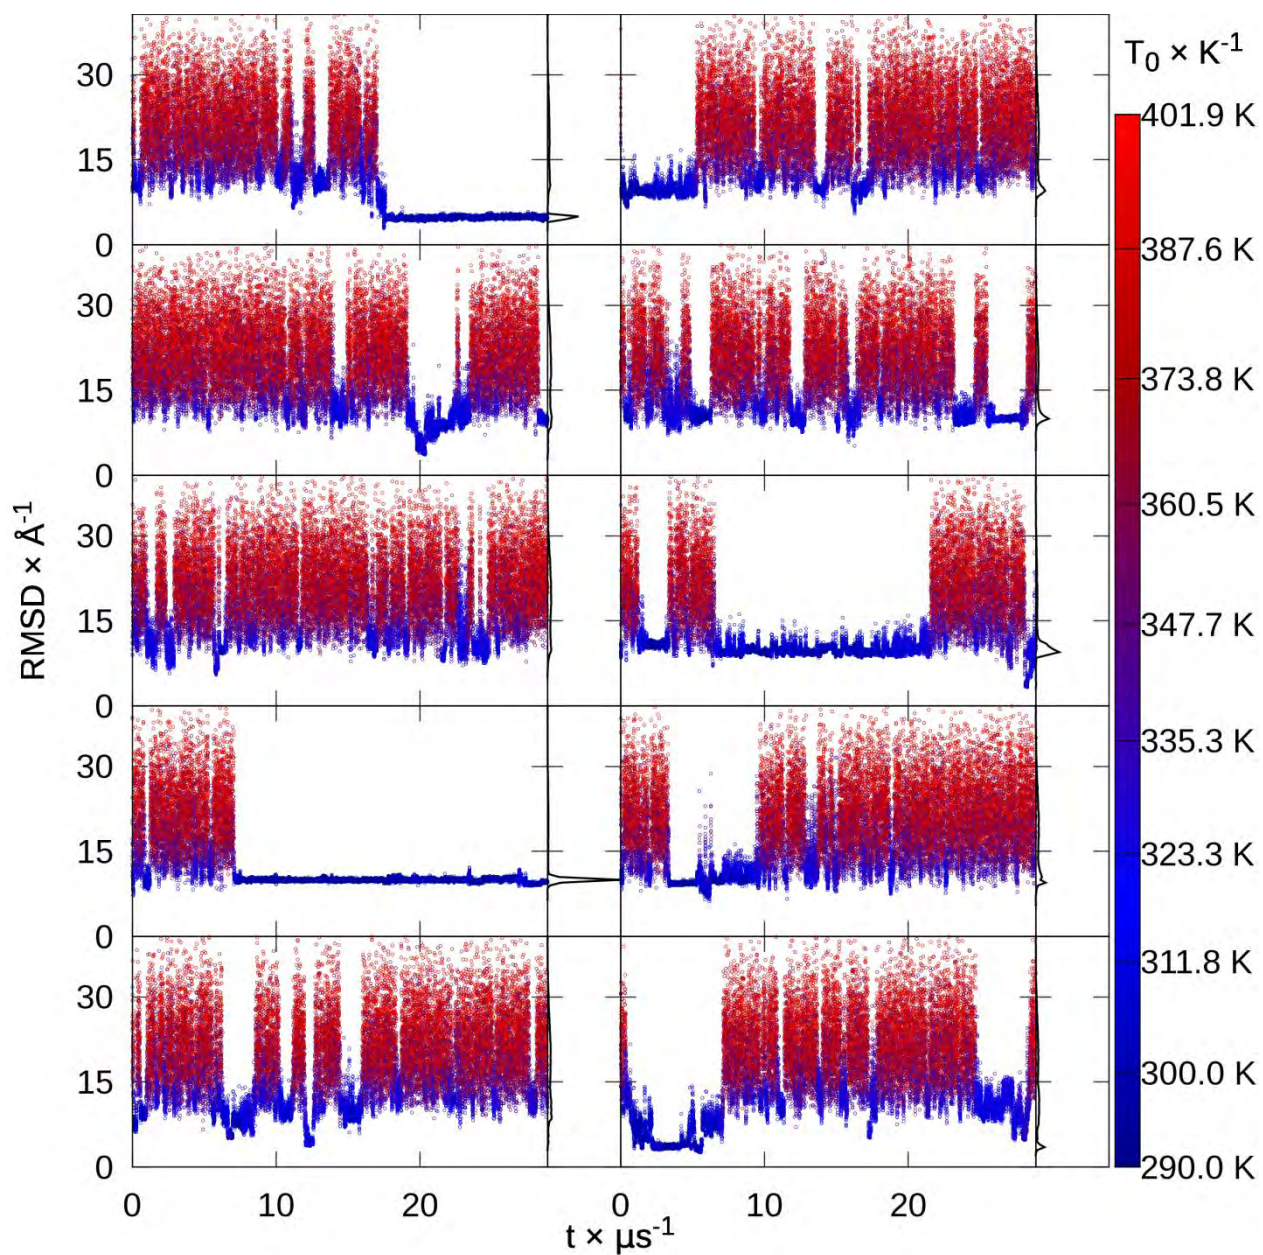 T₀ × K⁻¹
30
15
0
401.9 K
387.6 K
30
15
0
373.8 K
360.5 K
RMSD × Å⁻¹
30
15
0
347.7 K
335.3 K
30
15
0
323.3 K
311.8 K
30
15
0
300.0 K
290.0 K
0 10 20 0 10 20
t × μs⁻¹